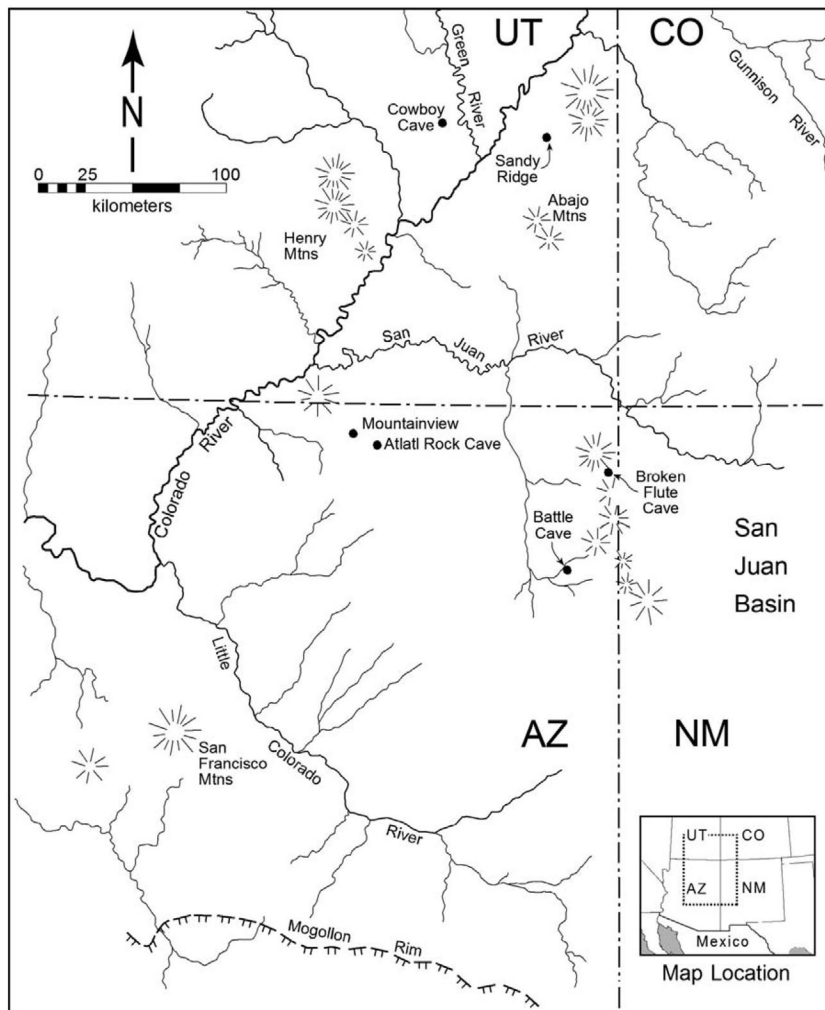 UT
CO
Green
River
Gunnison
River
N
Cowboy
Cave
Sandy
Ridge
0 25 100
kilometers
Abajo
Mtns
Henry
Mtns
San Juan River
Colorado River
Mountainview
Atlatl Rock Cave
Broken
Flute
Cave
Battle
Cave
San
Juan
Basin
Little Colorado River
AZ
NM
San
Francisco
Mtns
Mogollon Rim
UT CO
AZ NM
Mexico
Map Location